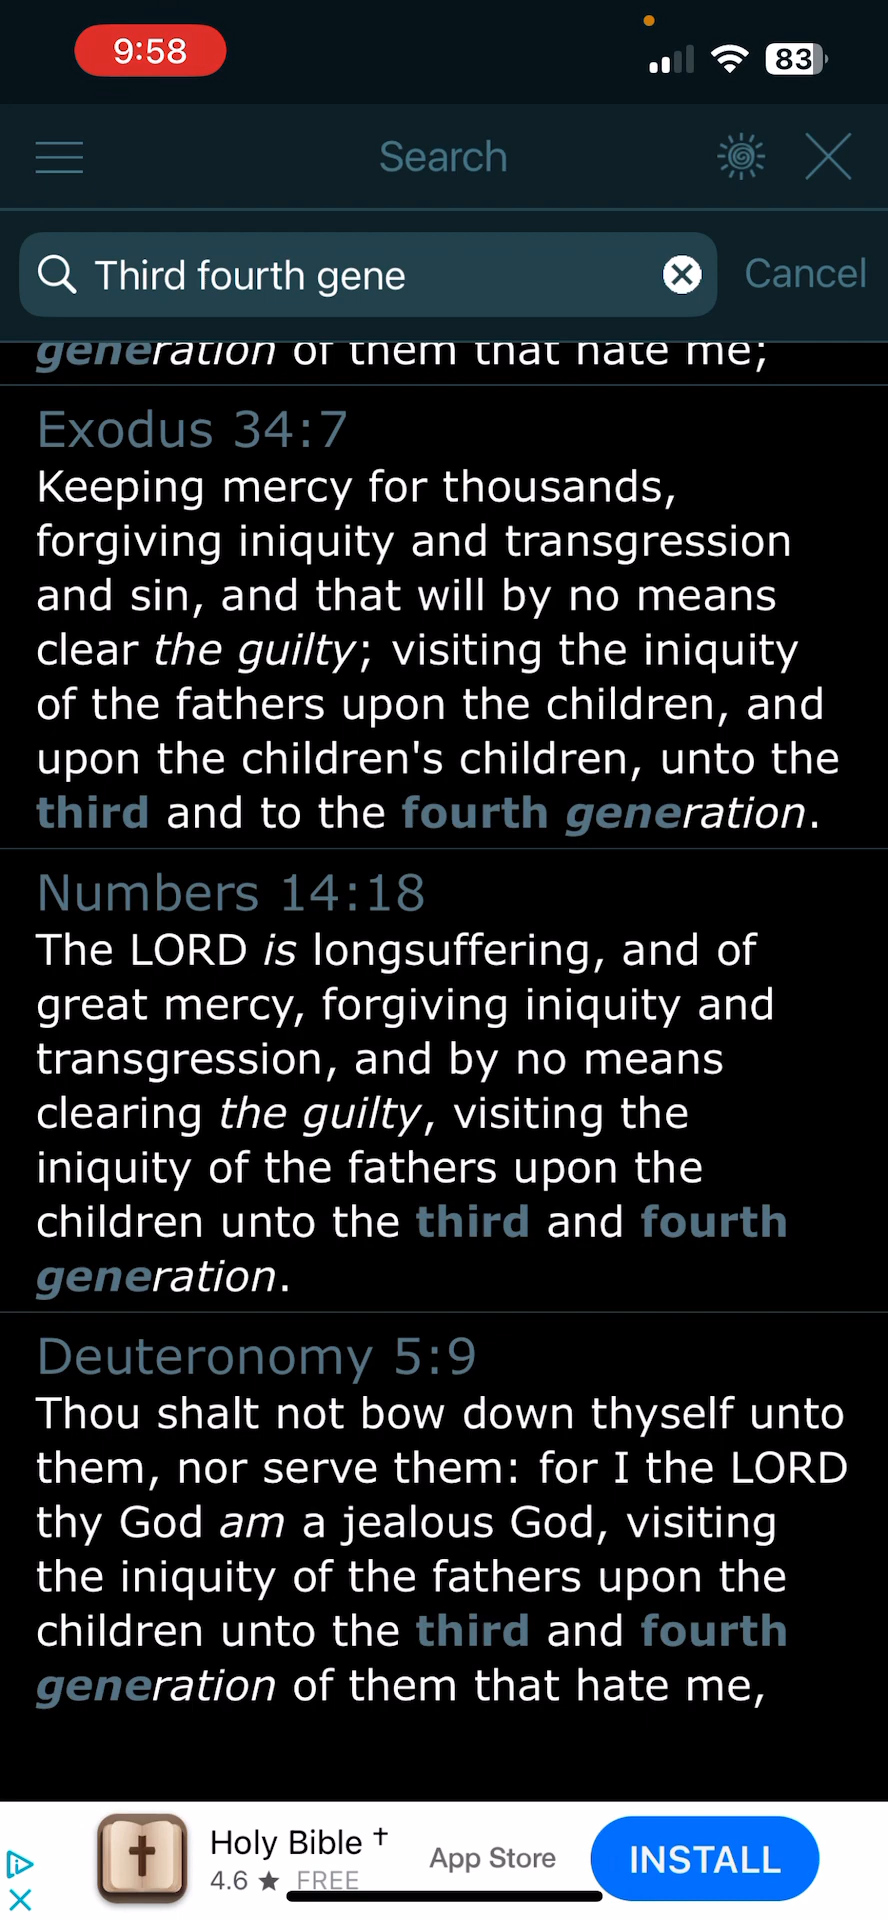 9:58
83
Search
Third fourth gene
Cancel
generation of them that hate me;
Exodus 34:7
Keeping mercy for thousands,
forgiving iniquity and transgression
and sin, and that will by no means
clear the guilty; visiting the iniquity
of the fathers upon the children, and
upon the children's children, unto the
third and to the fourth generation.
Numbers 14:18
The LORD is longsuffering, and of
great mercy, forgiving iniquity and
transgression, and by no means
clearing the guilty, visiting the
iniquity of the fathers upon the
children unto the third and fourth
generation.
Deuteronomy 5:9
Thou shalt not bow down thyself unto
them, nor serve them: for I the LORD
thy God am a jealous God, visiting
the iniquity of the fathers upon the
children unto the third and fourth
generation of them that hate me,
Holy Bible †
4.6 ★ FREE
App Store
INSTALL